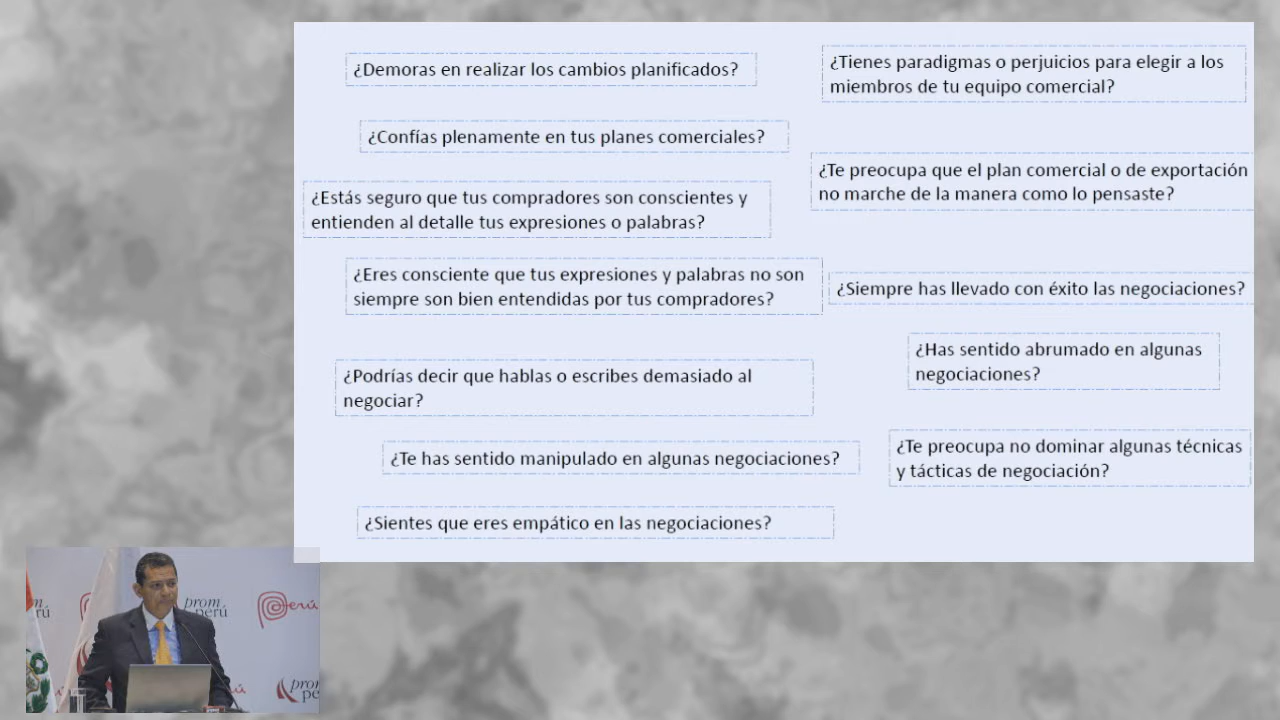 ¿Demoras en realizar los cambios planificados?
¿Confías plenamente en tus planes comerciales?
¿Estás seguro que tus compradores son conscientes y
entienden al detalle tus expresiones o palabras?
¿Eres consciente que tus expresiones y palabras no son
siempre son bien entendidas por tus compradores?
¿Podrías decir que hablas o escribes demasiado al
negociar?
¿Te has sentido manipulado en algunas negociaciones?
¿Sientes que eres empático en las negociaciones?
¿Tienes paradigmas o perjuicios para elegir a los
miembros de tu equipo comercial?
¿Te preocupa que el plan comercial o de exportación
no marche de la manera como lo pensaste?
¿Siempre has llevado con éxito las negociaciones?
¿Has sentido abrumado en algunas
negociaciones?
¿Te preocupa no dominar algunas técnicas
y tácticas de negociación?
prom
perú
Perú